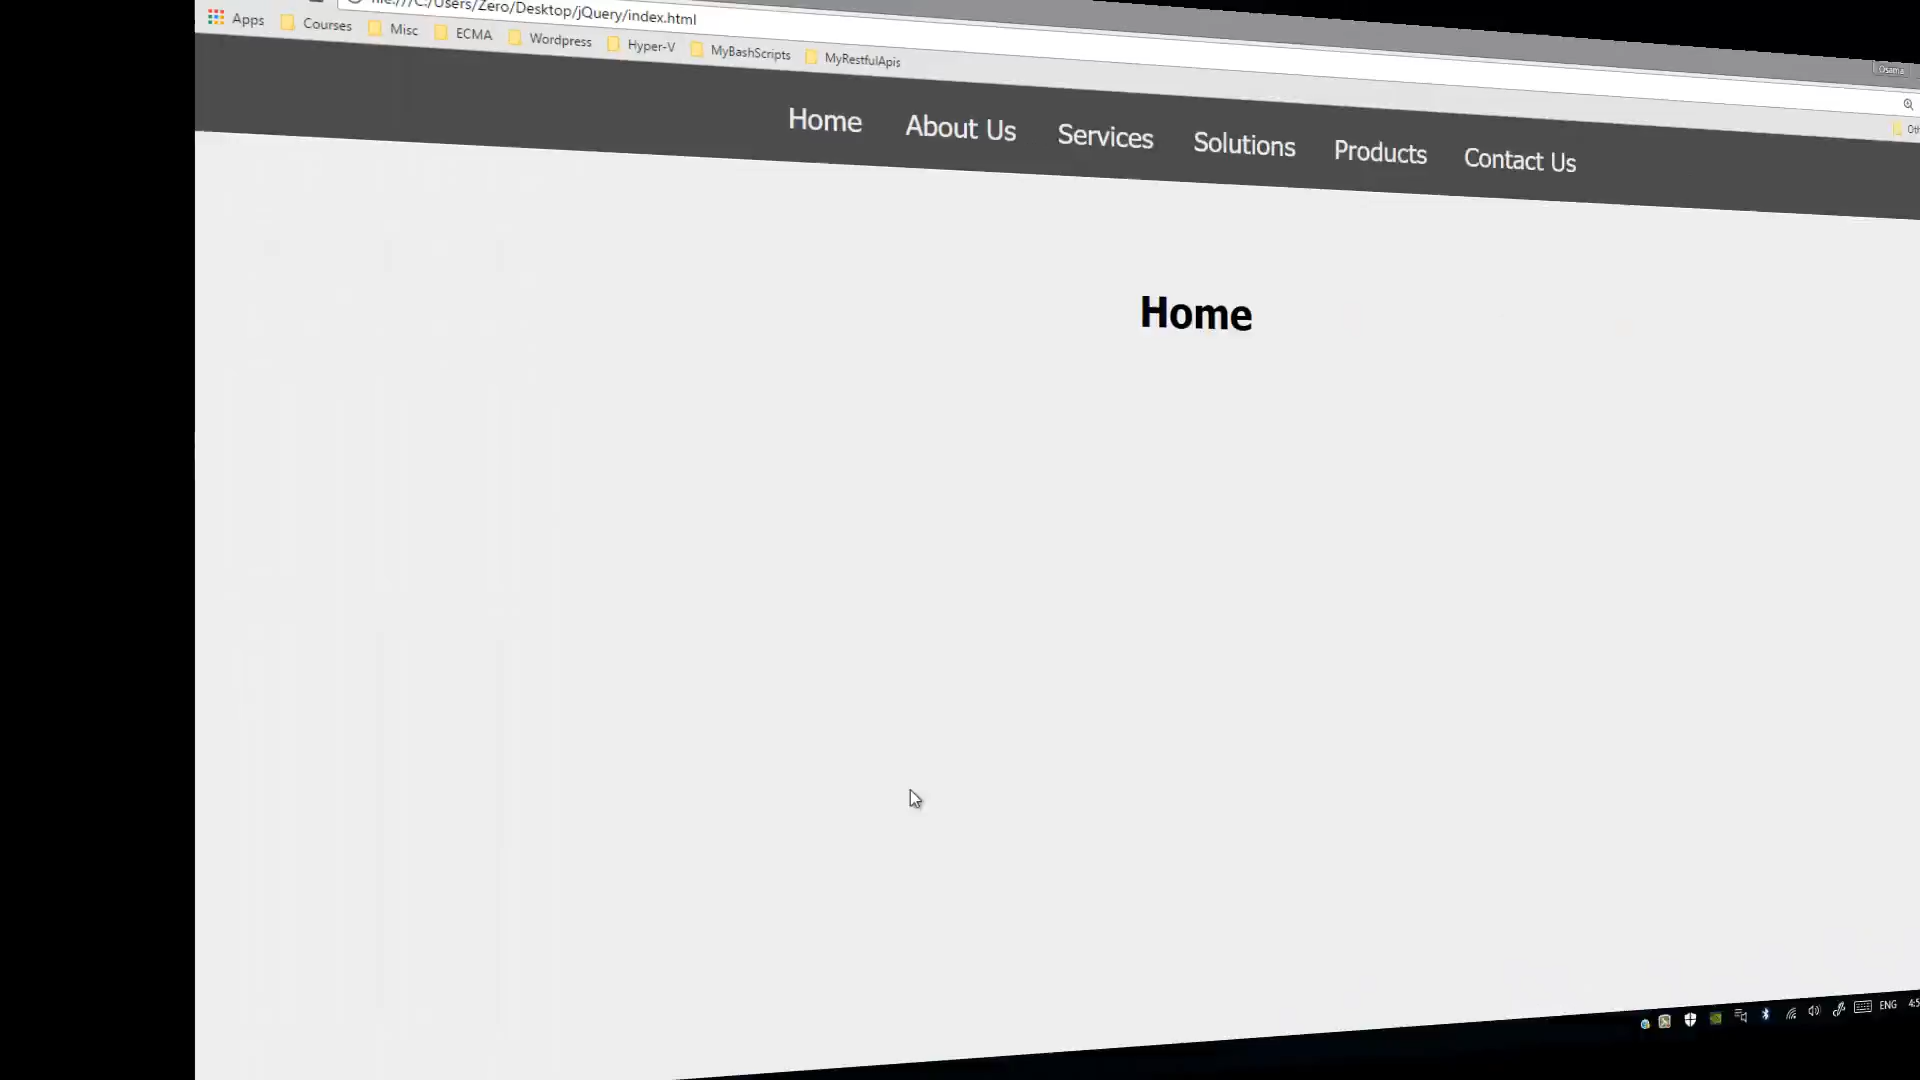 file:///C:/Users/Zero/Desktop/jQuery/index.html
Osama
Apps Courses Misc ECMA Wordpress Hyper-V MyBashScripts MyRestfulApis
Home About Us Services Solutions Products Contact Us
Home
ENG